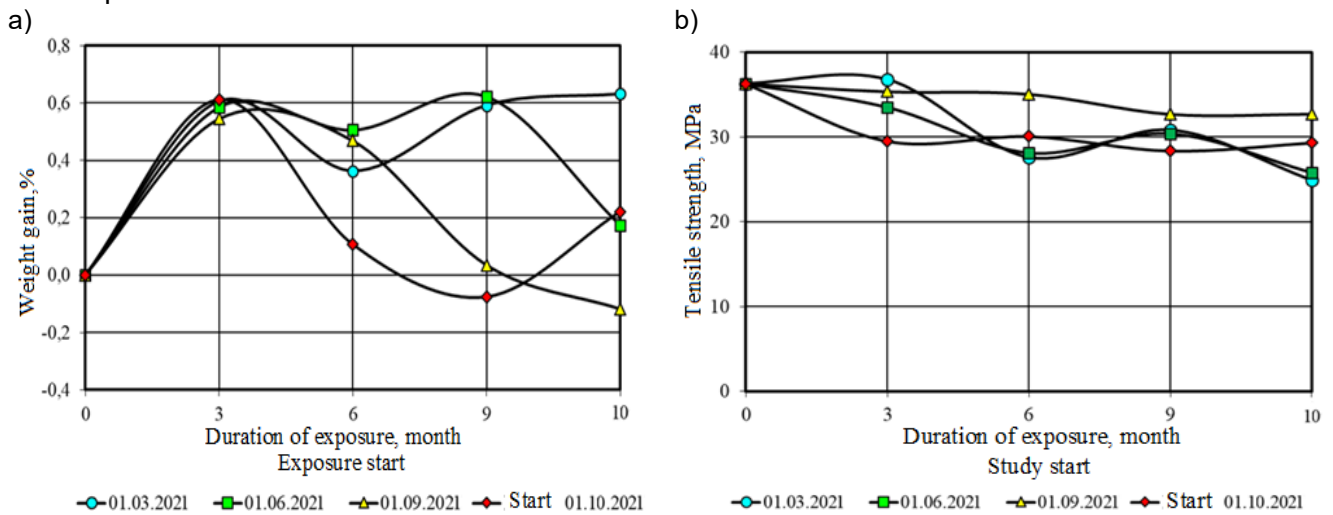 a)
0,8
0,6
0,4
0,2
0,0
-0,2
-0,4
Weight gain,%
0 3 6 9 10
Duration of exposure, month
Exposure start
01.03.2021 01.06.2021 01.09.2021 Start 01.10.2021
b)
40
30
20
10
0
Tensile strength, MPa
0 3 6 9 10
Duration of exposure, month
Study start
01.03.2021 01.06.2021 01.09.2021 Start 01.10.2021